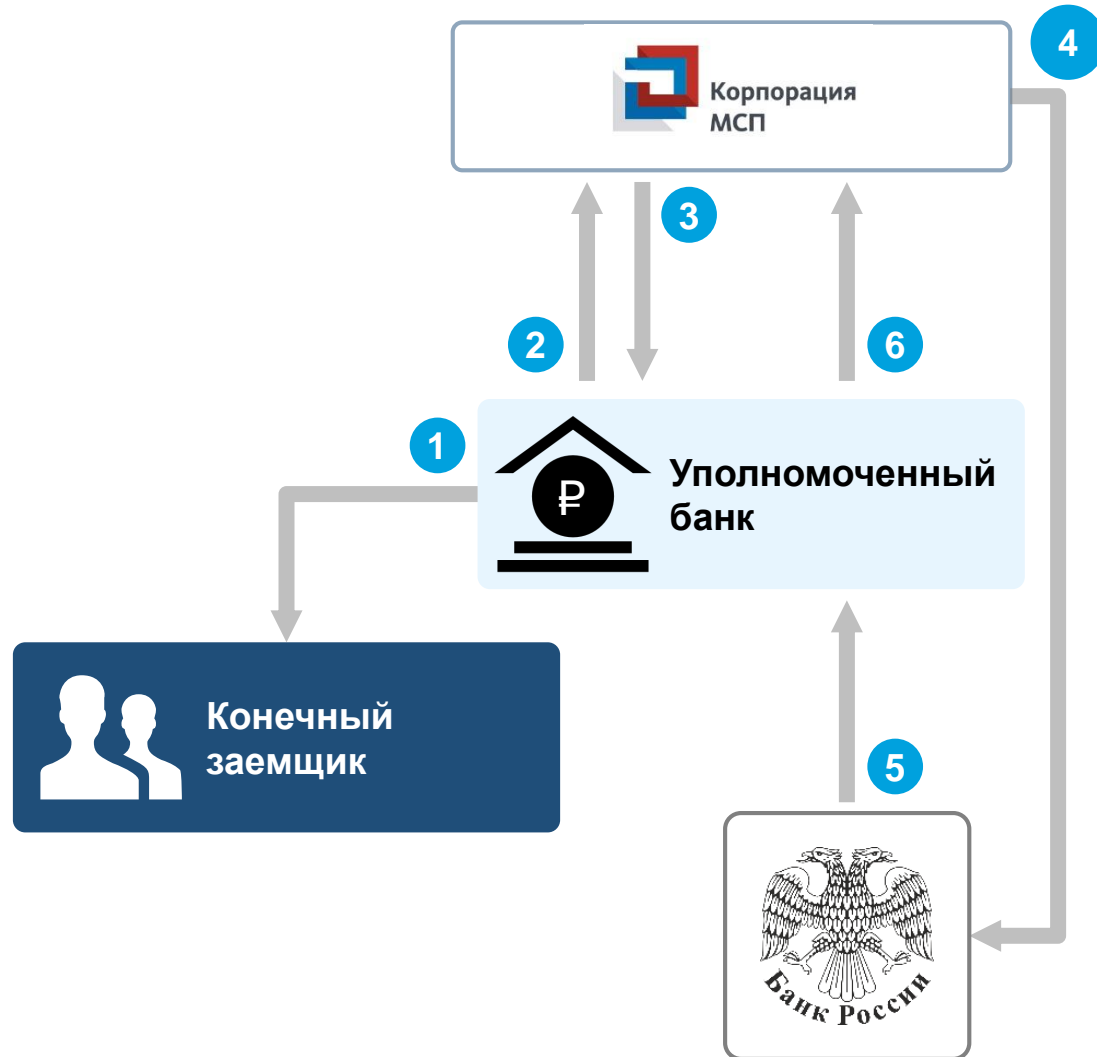 4
Корпорация
МСП
3
2
6
1
Уполномоченный
банк
₽
Конечный
заемщик
5
Банк России